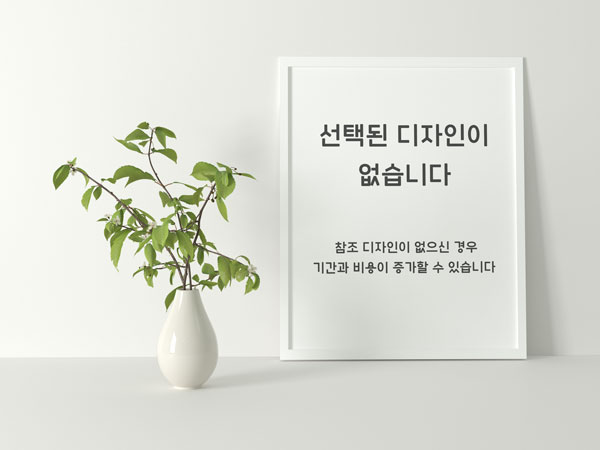 선택된 디자인이
없습니다
참조 디자인이 없으신 경우
기간과 비용이 증가할 수 있습니다